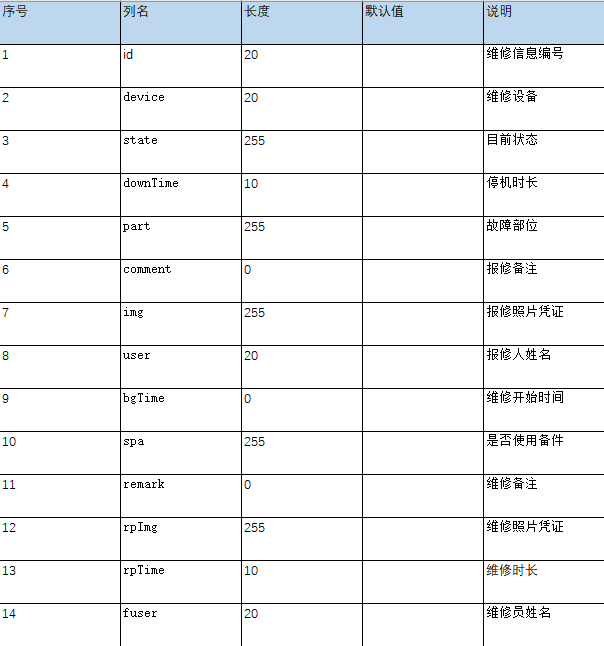 序号 列名 长度 默认值 说明
1 id 20 维修信息编号
2 device 20 维修设备
3 state 255 目前状态
4 downTime 10 停机时长
5 part 255 故障部位
6 comment 0 报修备注
7 img 255 报修照片凭证
8 user 20 报修人姓名
9 bgTime 0 维修开始时间
10 spa 255 是否使用备件
11 remark 0 维修备注
12 rpImg 255 维修照片凭证
13 rpTime 10 维修时长
14 fuser 20 维修员姓名